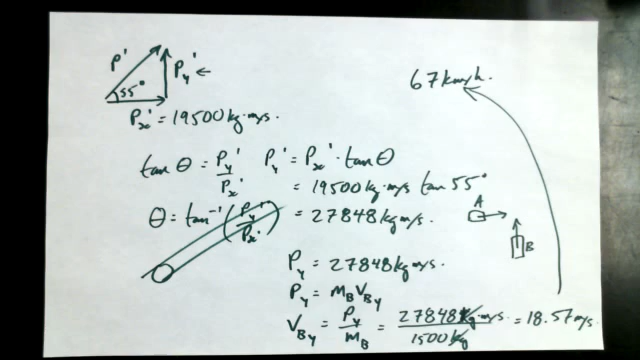 P' 55° Py' ←
Px' = 19500 kg·m/s.
67 km/h.
tan θ = Py'/Px' Py' = Px' · tan θ
= 19500 kg·m/s tan 55°
θ = tan⁻¹(Py'/Px') = 27848 kg m/s.
A
B
Py = 27848 kg m/s.
Py = mB VBy
VBy = Py/mB = 27848 kg·m/s / 1500 kg = 18.57 m/s.